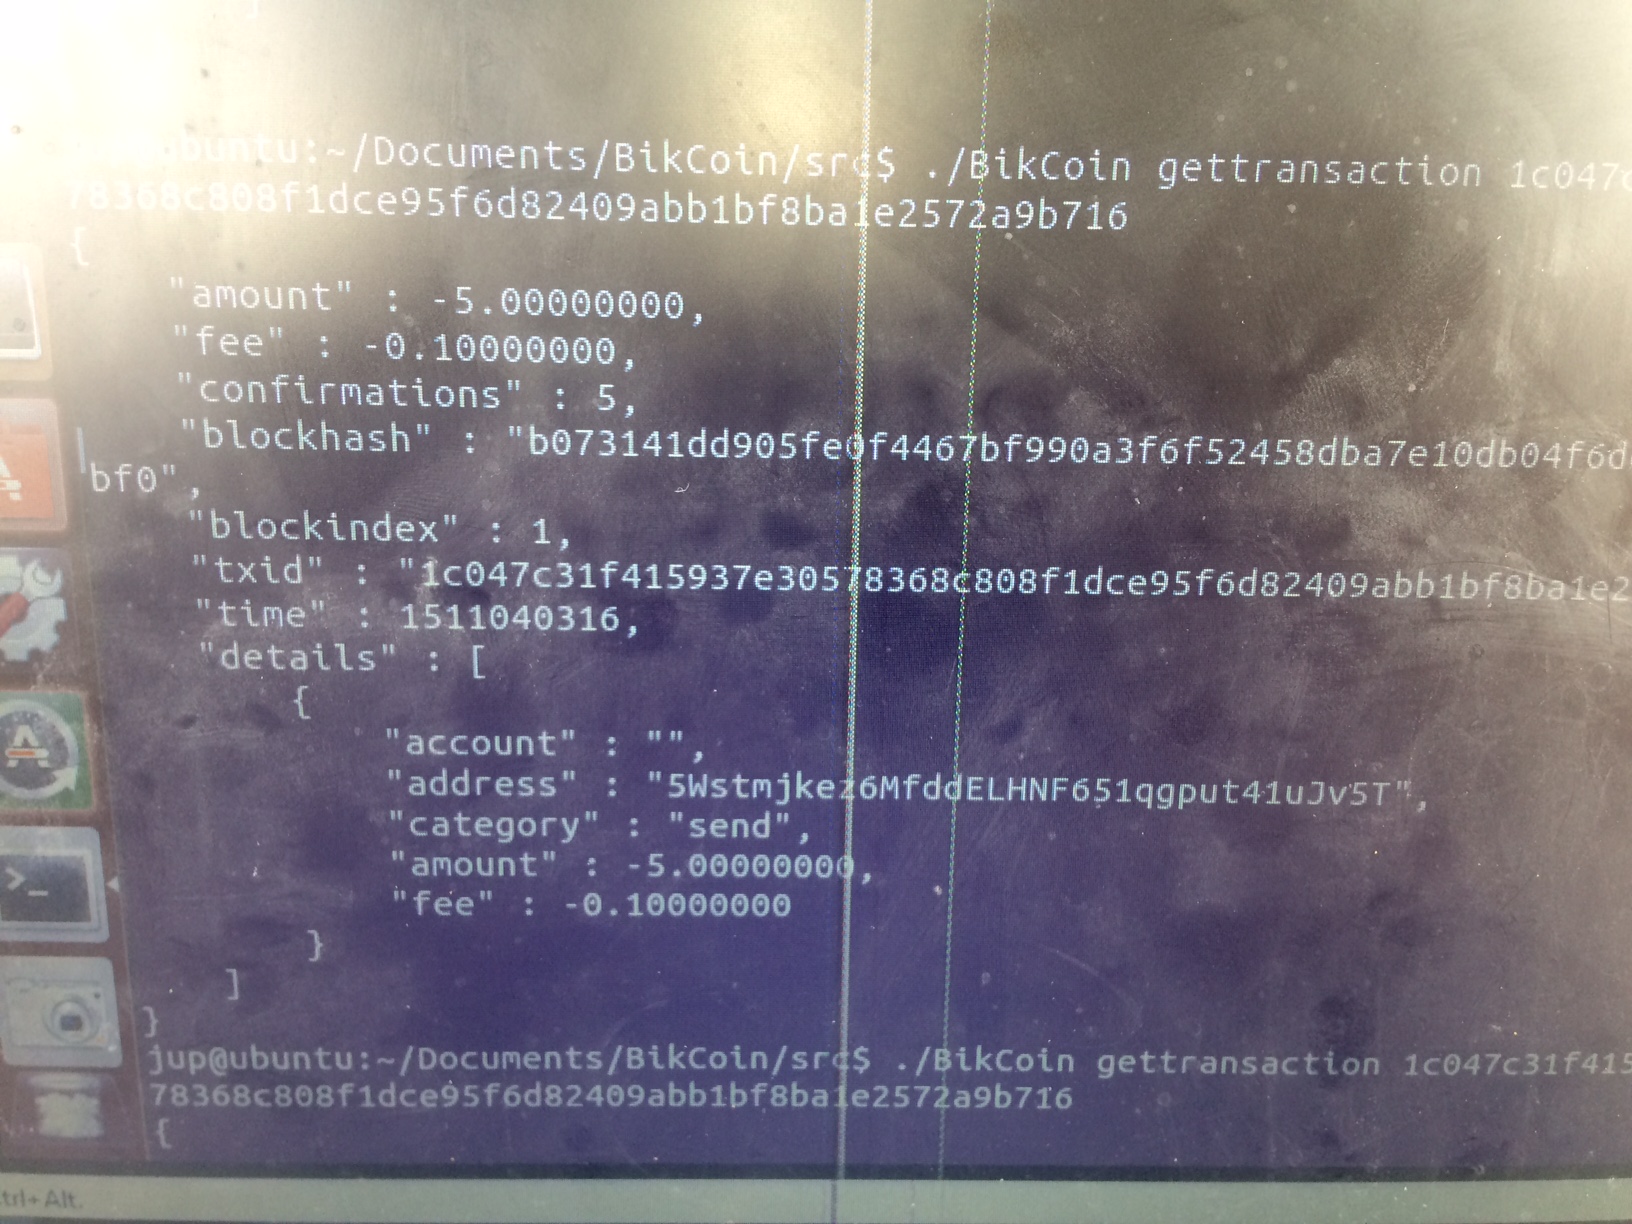 ubuntu:~/Documents/BikCoin/src$ ./BikCoin gettransaction 1c047c
78368c808f1dce95f6d82409abb1bf8ba1e2572a9b716
{
"amount" : -5.00000000,
"fee" : -0.10000000,
"confirmations" : 5,
"blockhash" : "b073141dd905fe0f4467bf990a3f6f52458dba7e10db04f6d
bf0",
"blockindex" : 1,
"txid" : "1c047c31f415937e30578368c808f1dce95f6d82409abb1bf8ba1e2
"time" : 1511040316,
"details" : [
{
"account" : "",
"address" : "5Wstmjkez6MfddELHNF651qgput41uJv5T",
"category" : "send",
"amount" : -5.00000000,
"fee" : -0.10000000
}
]
}
jup@ubuntu:~/Documents/BikCoin/src$ ./BikCoin gettransaction 1c047c31f415
78368c808f1dce95f6d82409abb1bf8ba1e2572a9b716
{
trl+Alt.